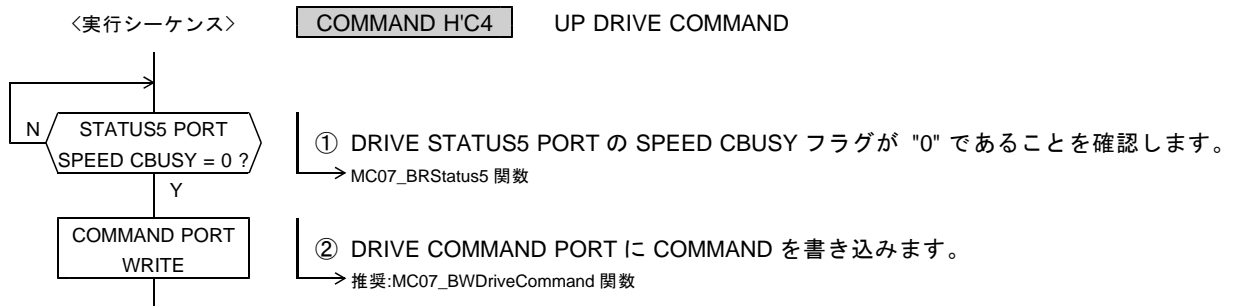 〈実行シーケンス〉 COMMAND H'C4 UP DRIVE COMMAND
N
STATUS5 PORT
SPEED CBUSY = 0 ?
① DRIVE STATUS5 PORT の SPEED CBUSY フラグが "0" であることを確認します。
MC07_BRStatus5 関数
Y
COMMAND PORT
WRITE
② DRIVE COMMAND PORT に COMMAND を書き込みます。
推奨:MC07_BWDriveCommand 関数